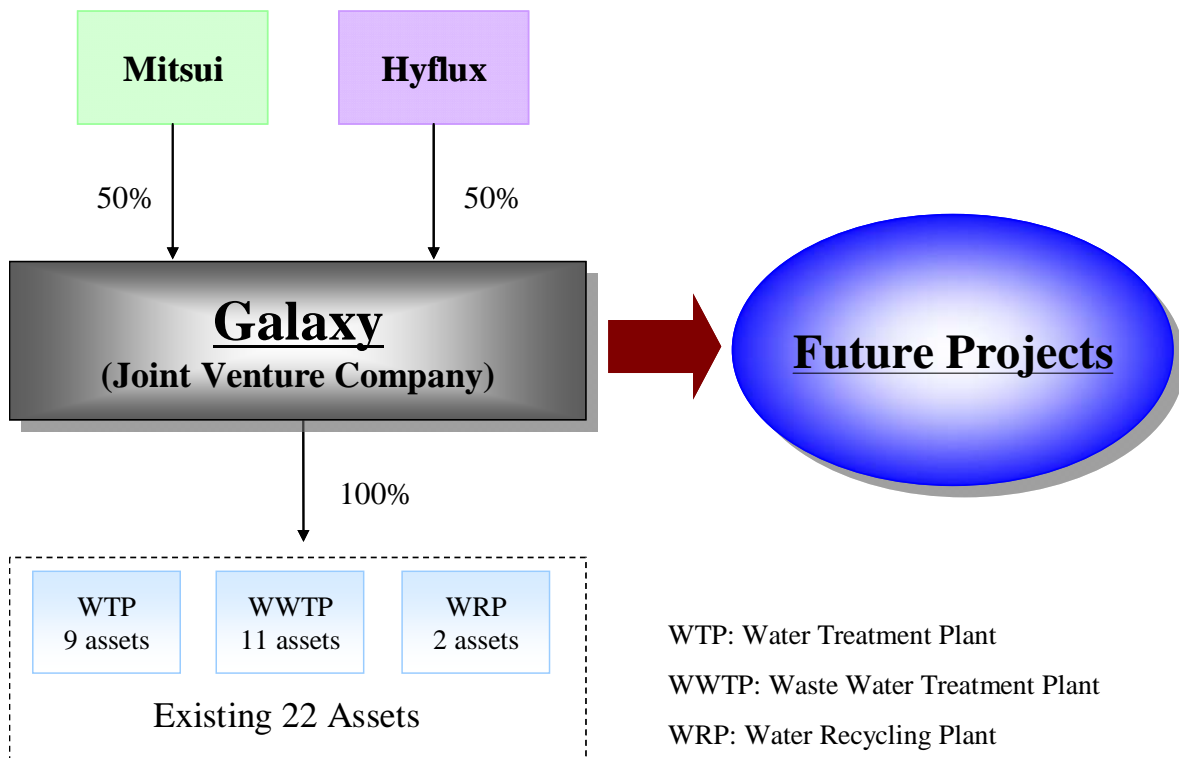 Mitsui
Hyflux
50%
50%
Galaxy
(Joint Venture Company)
Future Projects
100%
WTP
9 assets
WWTP
11 assets
WRP
2 assets
Existing 22 Assets
WTP: Water Treatment Plant
WWTP: Waste Water Treatment Plant
WRP: Water Recycling Plant